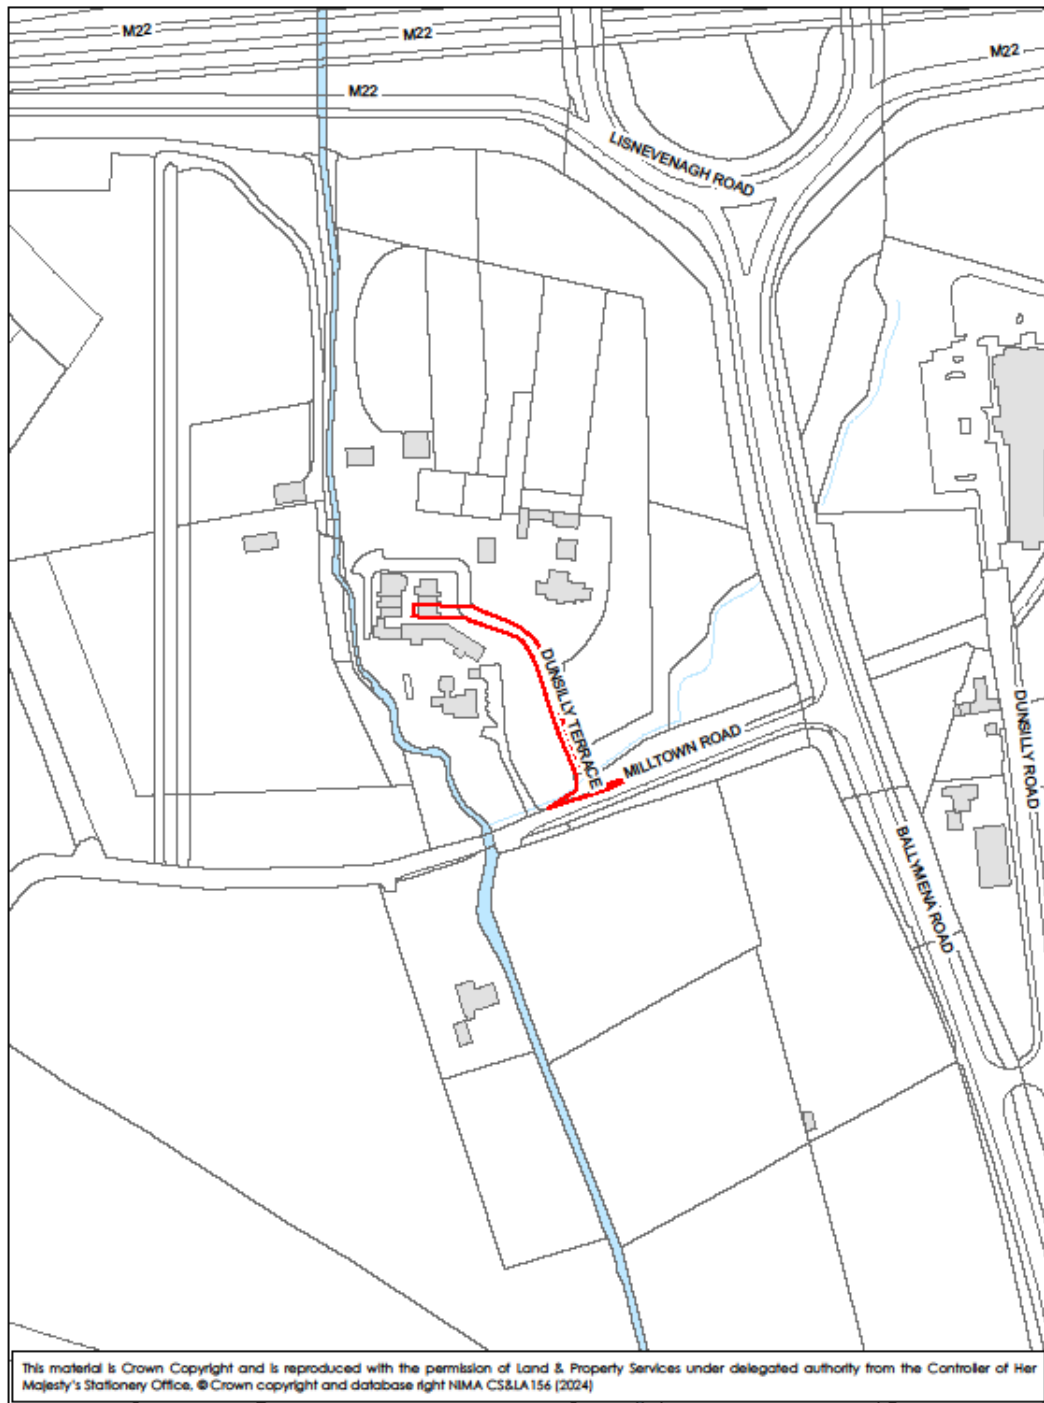 M22
M22
M22
M22
LISNEVENAGH ROAD
DUNSILLY TERRACE
MILLTOWN ROAD
DUNSILLY ROAD
BALLYMENA ROAD
This material is Crown Copyright and is reproduced with the permission of Land & Property Services under delegated authority from the Controller of Her
Majesty's Stationery Office, © Crown copyright and database right NIMA CS&LA156 (2024)